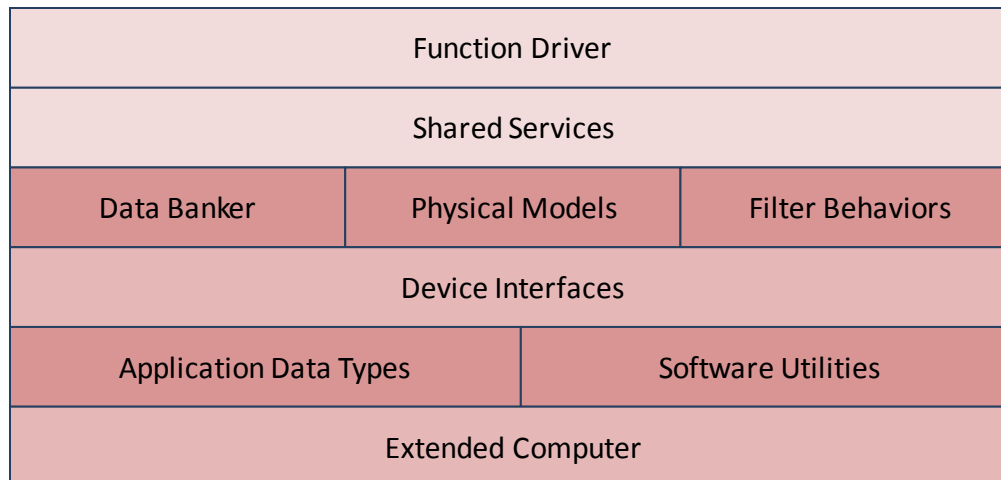 Function Driver
Shared Services
Data Banker
Physical Models
Filter Behaviors
Device Interfaces
Application Data Types
Software Utilities
Extended Computer